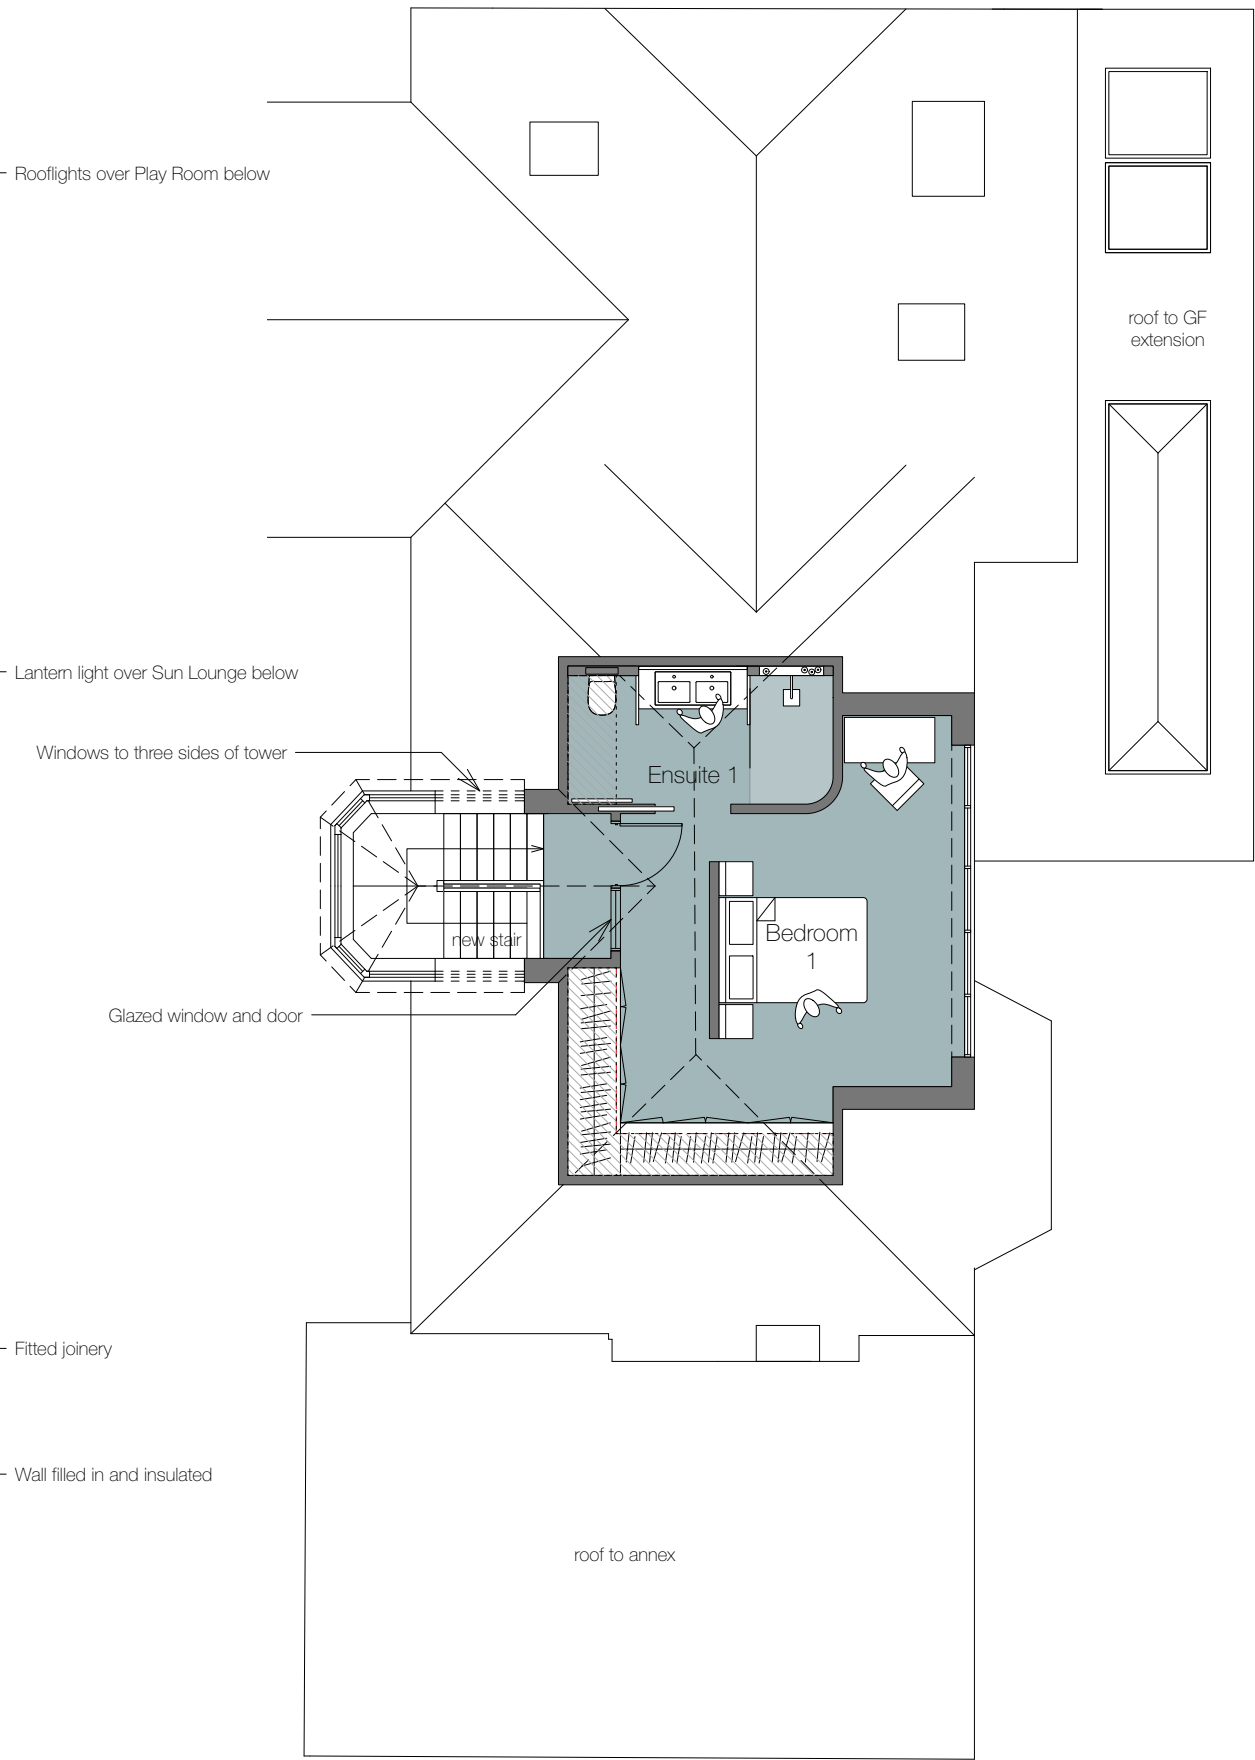 Rooflights over Play Room below
roof to GF
extension
Lantern light over Sun Lounge below
Windows to three sides of tower
Ensuite 1
new stair
Bedroom
1
Glazed window and door
Fitted joinery
Wall filled in and insulated
roof to annex